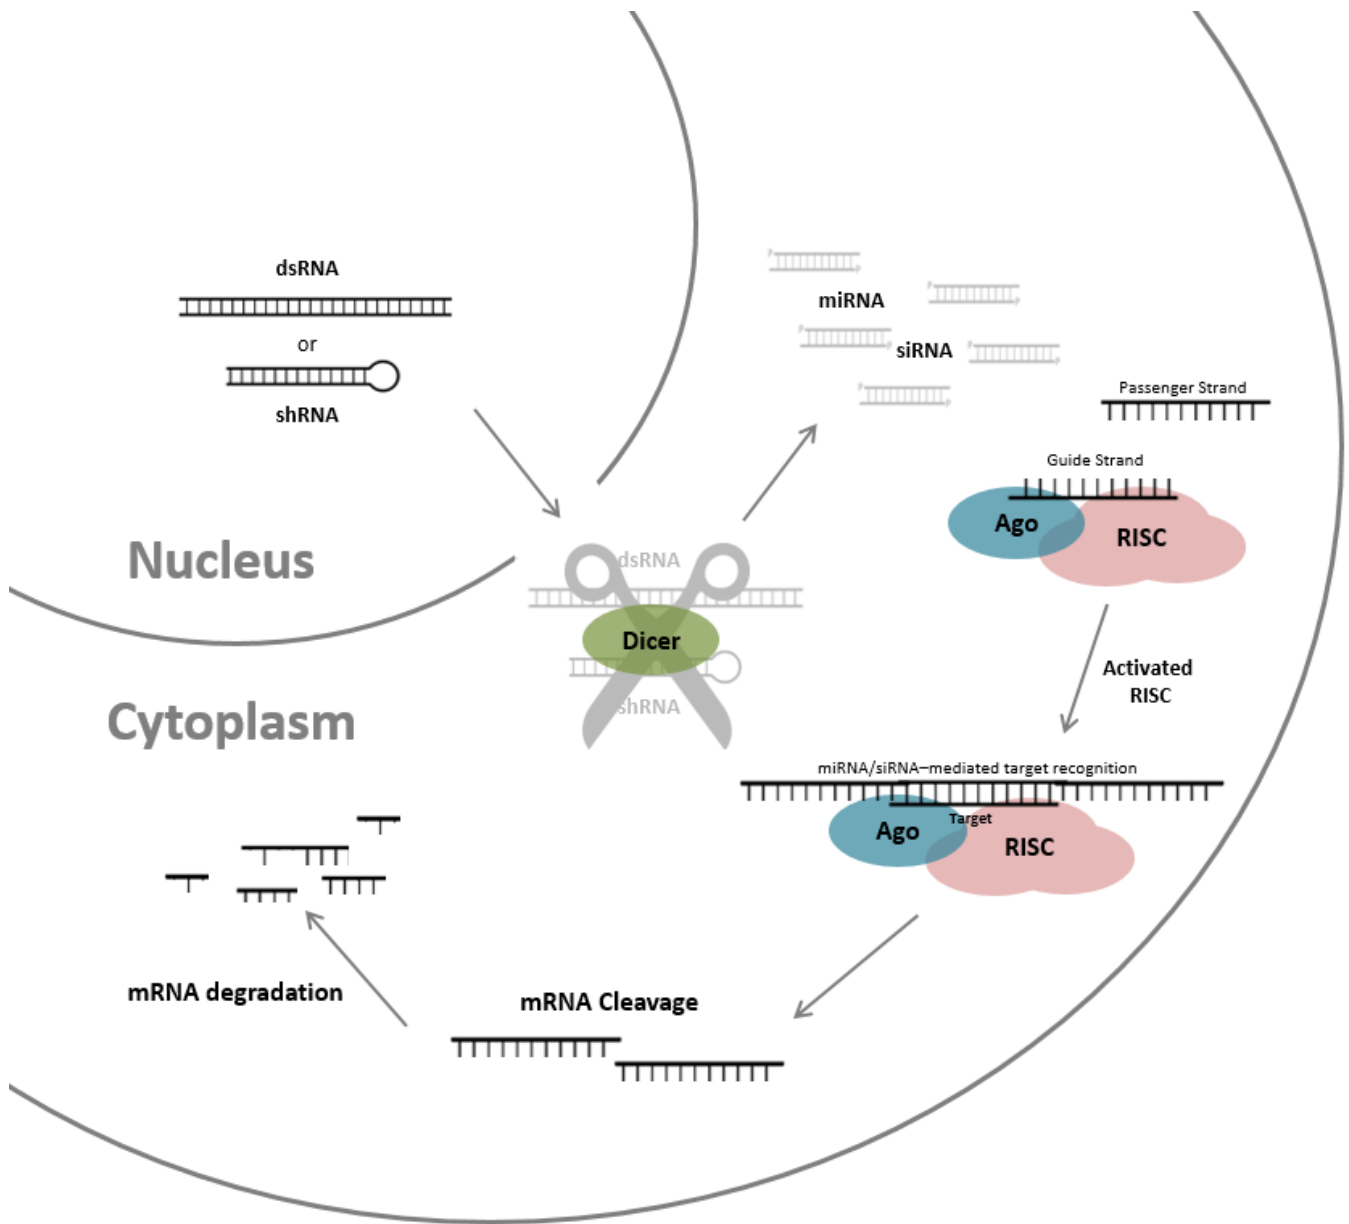 dsRNA
or
shRNA
Nucleus
Cytoplasm
dsRNA
Dicer
shRNA
miRNA
siRNA
Passenger Strand
Guide Strand
Ago
RISC
Activated
RISC
miRNA/siRNA–mediated target recognition
Target
Ago
RISC
mRNA Cleavage
mRNA degradation
P
P
P
P
P
P
P
P
P
P